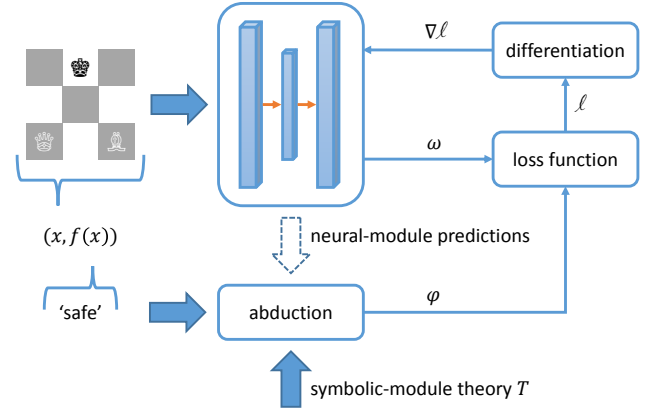 ∇ℓ
differentiation
ℓ
ω
loss function
(x, f(x))
neural-module predictions
'safe'
abduction
φ
symbolic-module theory T